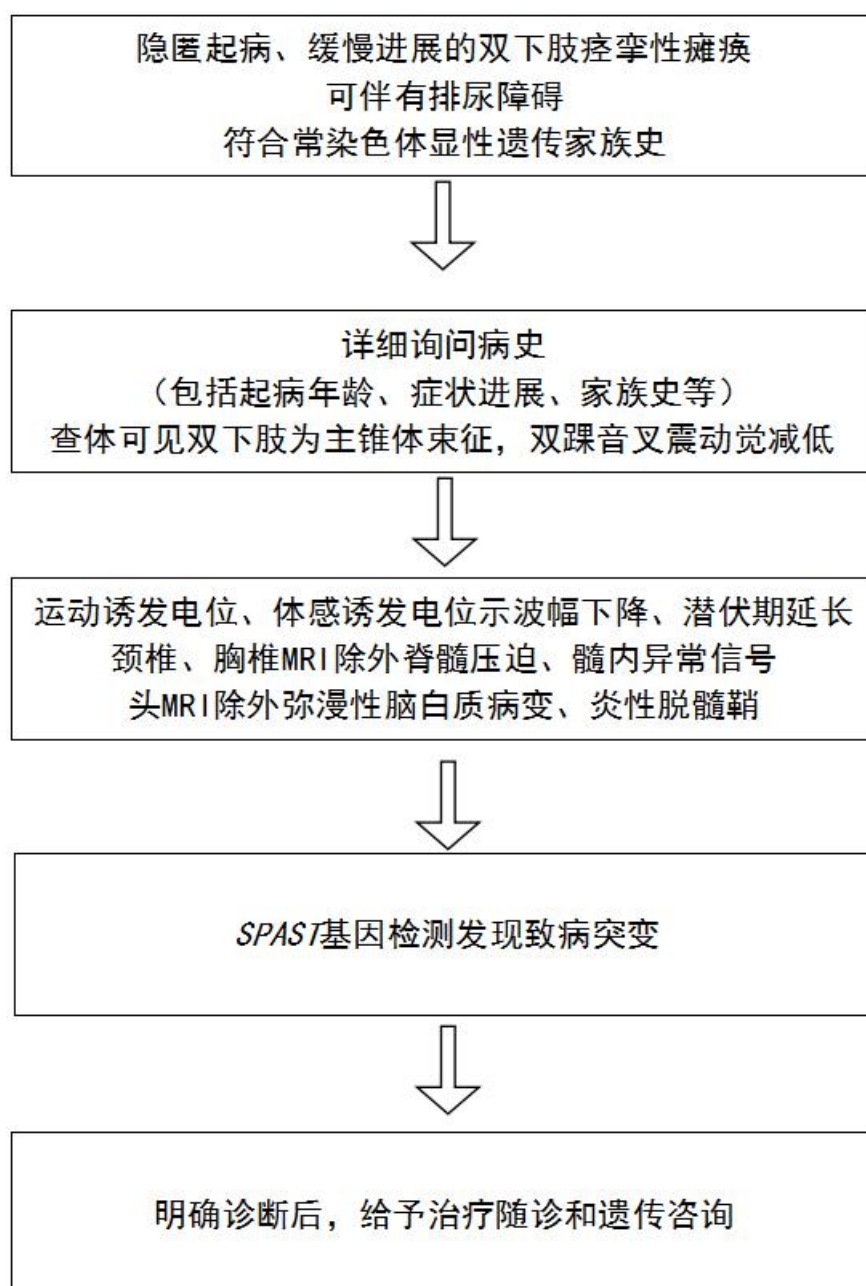 隐匿起病、缓慢进展的双下肢痉挛性瘫痪
可伴有排尿障碍
符合常染色体显性遗传家族史
详细询问病史
（包括起病年龄、症状进展、家族史等）
查体可见双下肢为主锥体束征，双踝音叉震动觉减低
运动诱发电位、体感诱发电位示波幅下降、潜伏期延长
颈椎、胸椎MRI除外脊髓压迫、髓内异常信号
头MRI除外弥漫性脑白质病变、炎性脱髓鞘
SPAST基因检测发现致病突变
明确诊断后，给予治疗随诊和遗传咨询